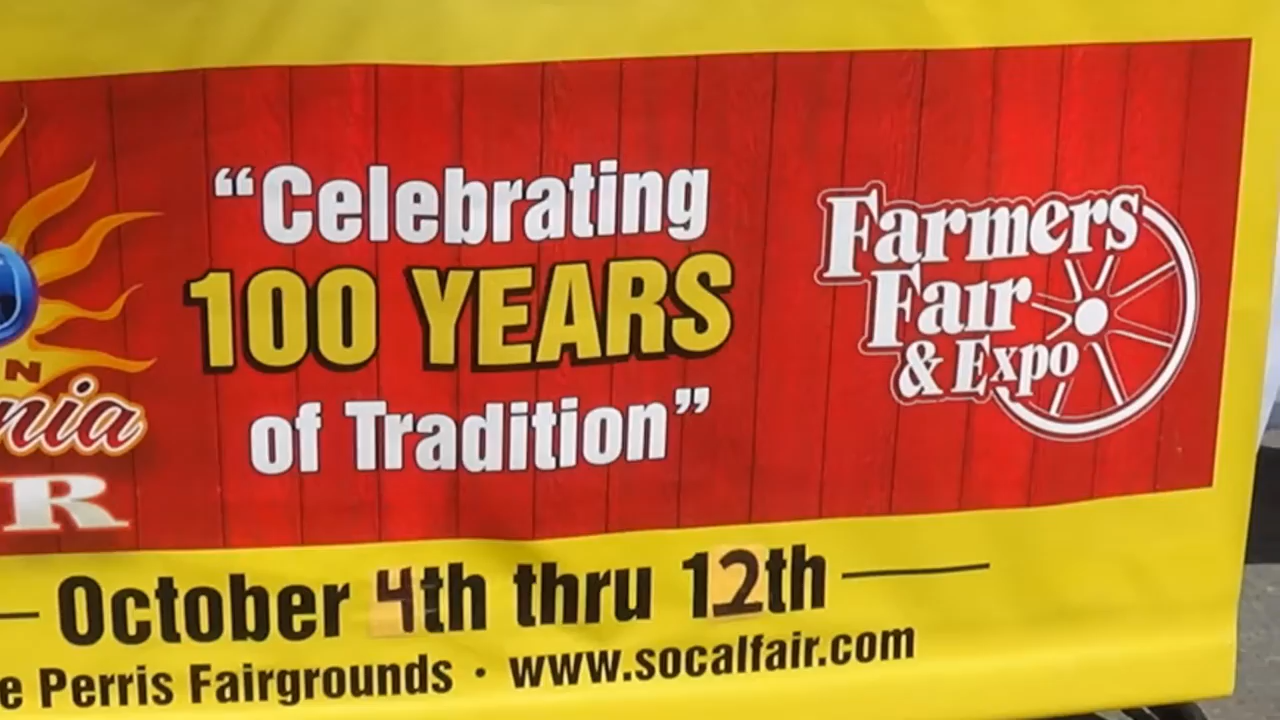 N
nia
R
“Celebrating
100 YEARS
of Tradition”
Farmers
Fair
& Expo
October 4th thru 12th
e Perris Fairgrounds · www.socalfair.com